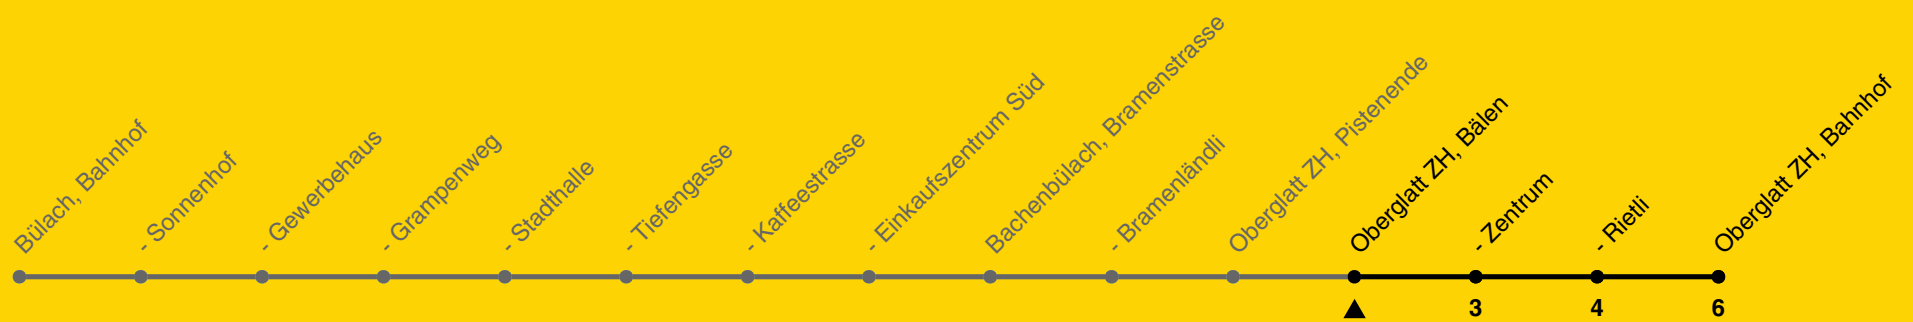 Bülach, Bahnhof
- Sonnenhof
- Gewerbehaus
- Grampenweg
- Stadthalle
- Tiefengasse
- Kaffeestrasse
- Einkaufszentrum Süd
Bachenbülach, Bramenstrasse
- Bramenländli
Oberglatt ZH, Pistenende
Oberglatt ZH, Bälen
- Zentrum
- Rietli
Oberglatt ZH, Bahnhof
3 4 6